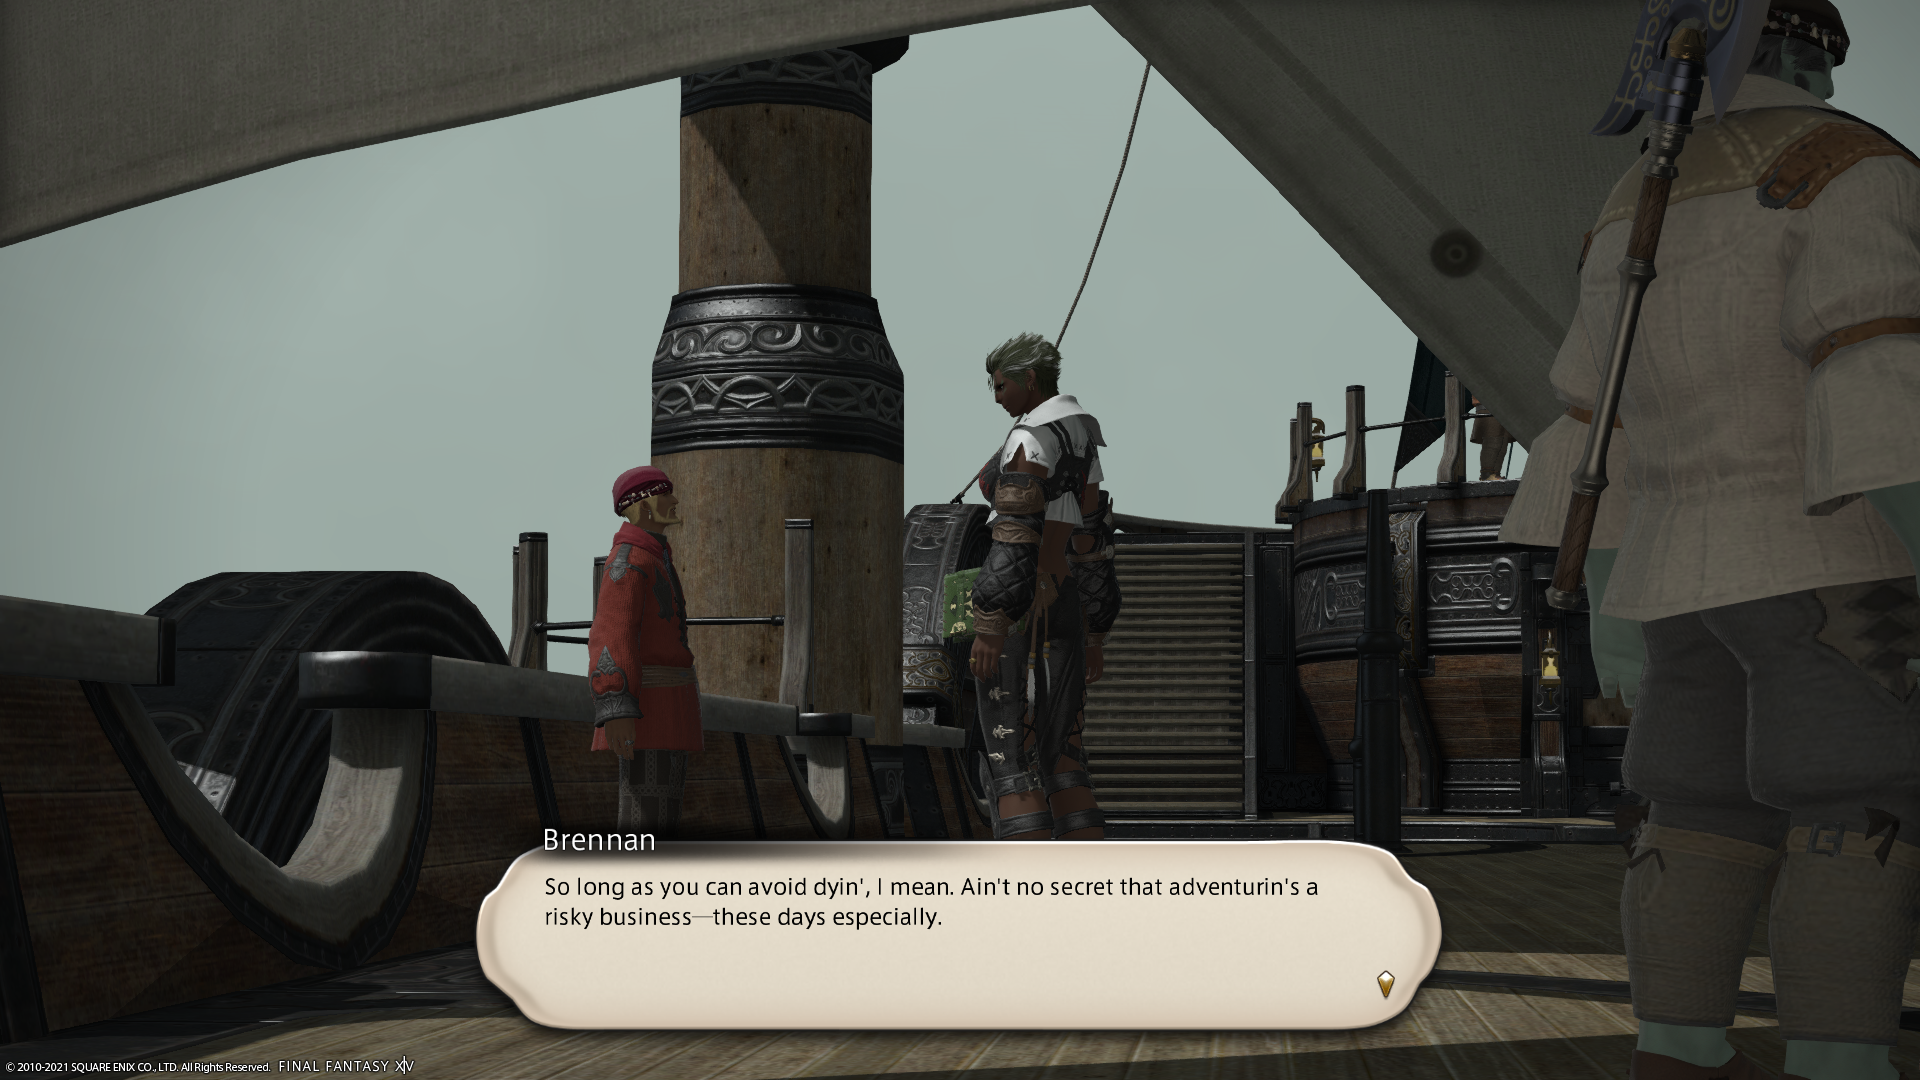 Brennan
So long as you can avoid dyin', I mean. Ain't no secret that adventurin's a
risky business—these days especially.
© 2010-2021 SQUARE ENIX CO., LTD. All Rights Reserved. FINAL FANTASY XIV